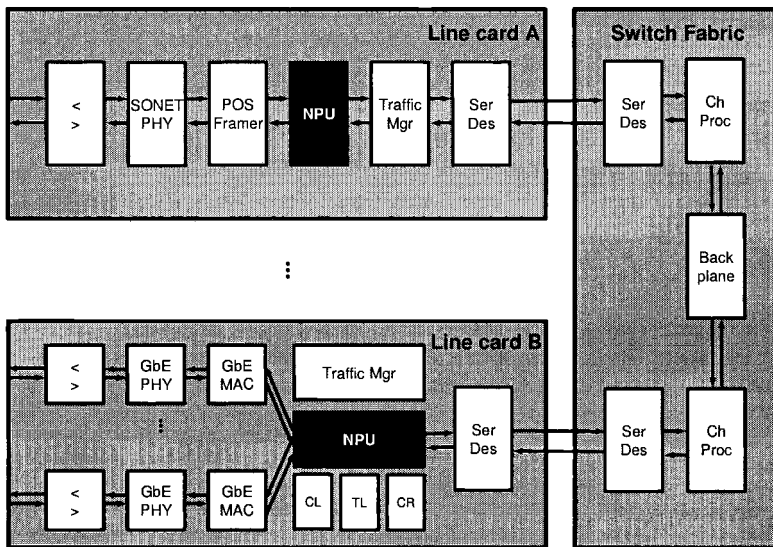 Line card A
Switch Fabric
<
>
SONET
PHY
POS
Framer
NPU
Traffic
Mgr
Ser
Des
Ser
Des
Ch
Proc
Back
plane
Line card B
<
>
GbE
PHY
GbE
MAC
Traffic Mgr
NPU
Ser
Des
Ser
Des
Ch
Proc
<
>
GbE
PHY
GbE
MAC
CL
TL
CR